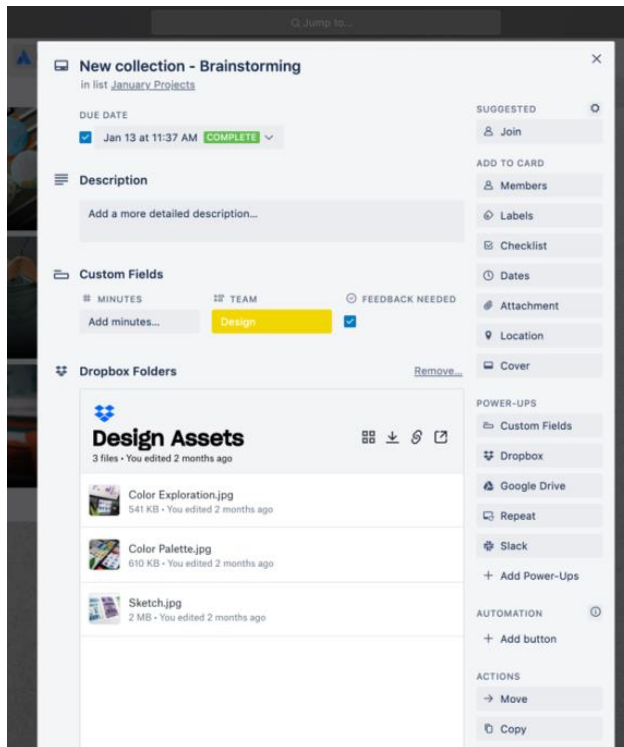 Jump to...
New collection - Brainstorming
in list January Projects
DUE DATE
Jan 13 at 11:37 AM COMPLETE
Description
Add a more detailed description...
Custom Fields
MINUTES TEAM FEEDBACK NEEDED
Add minutes... Design
Dropbox Folders Remove...
Design Assets
3 files • You edited 2 months ago
Color Exploration.jpg
541 KB • You edited 2 months ago
Color Palette.jpg
610 KB • You edited 2 months ago
Sketch.jpg
2 MB • You edited 2 months ago
SUGGESTED
Join
ADD TO CARD
Members
Labels
Checklist
Dates
Attachment
Location
Cover
POWER-UPS
Custom Fields
Dropbox
Google Drive
Repeat
Slack
+ Add Power-Ups
AUTOMATION
+ Add button
ACTIONS
→ Move
Copy